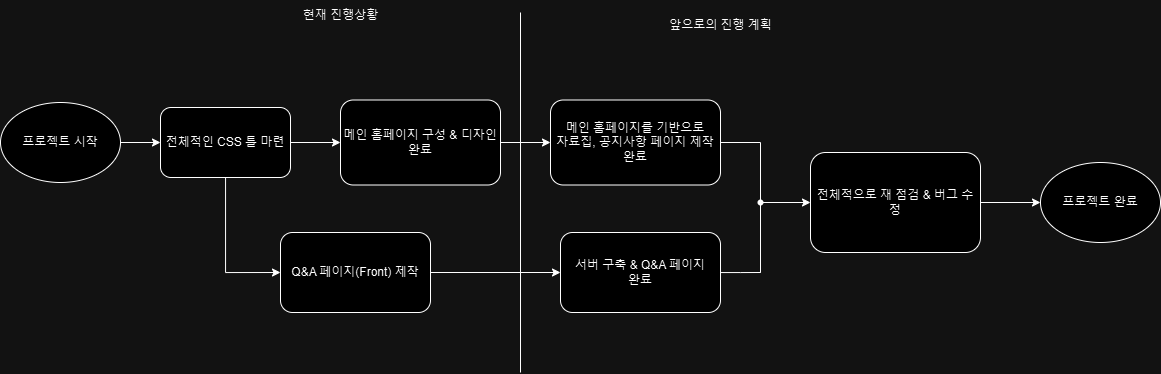 현재 진행상황
앞으로의 진행 계획
프로젝트 시작
전체적인 CSS 틀 마련
메인 홈페이지 구성 & 디자인
완료
메인 홈페이지를 기반으로
자료집, 공지사항 페이지 제작
완료
전체적으로 재 점검 & 버그 수
정
프로젝트 완료
Q&A 페이지(Front) 제작
서버 구축 & Q&A 페이지
완료